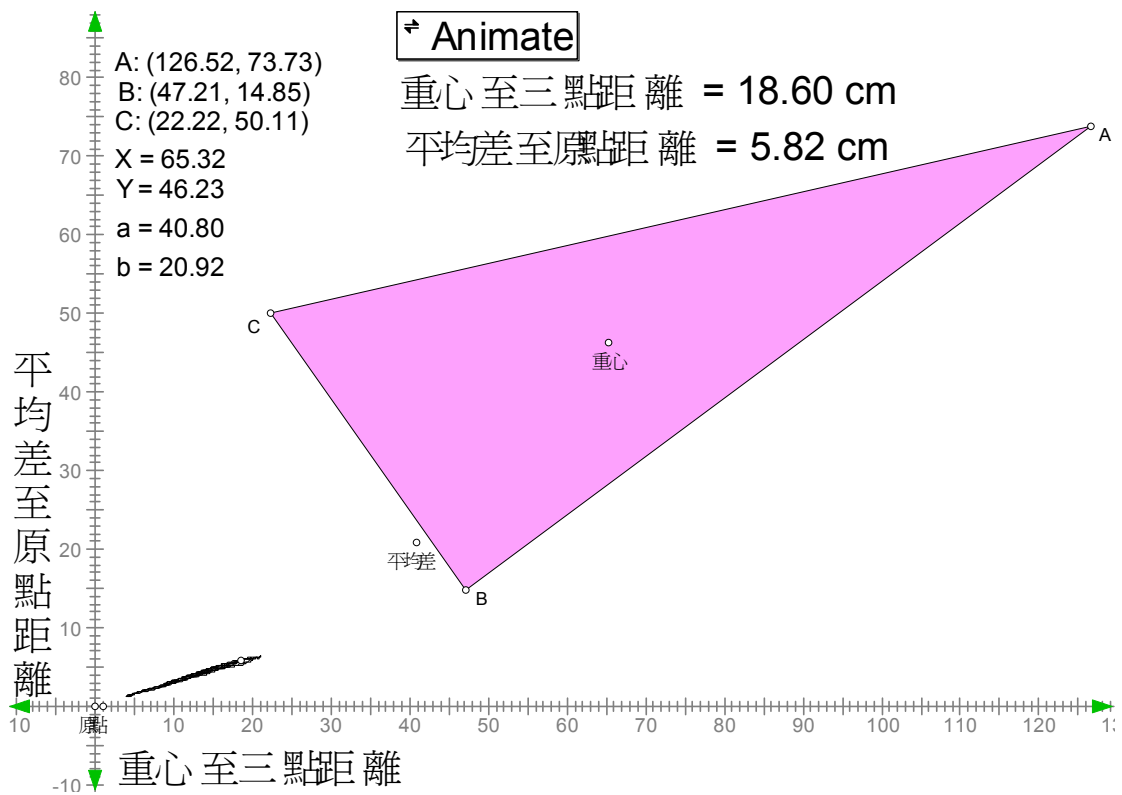 Animate
A: (126.52, 73.73)
B: (47.21, 14.85)
C: (22.22, 50.11)
X = 65.32
Y = 46.23
a = 40.80
b = 20.92
重心至三點距離 = 18.60 cm
平均差至原點距離 = 5.82 cm
A
C
重心
平均差
B
平均差至原點距離
80
70
60
50
40
30
20
10
-10
10
原點
10
20
30
40
50
60
70
80
90
100
110
120
重心至三點距離